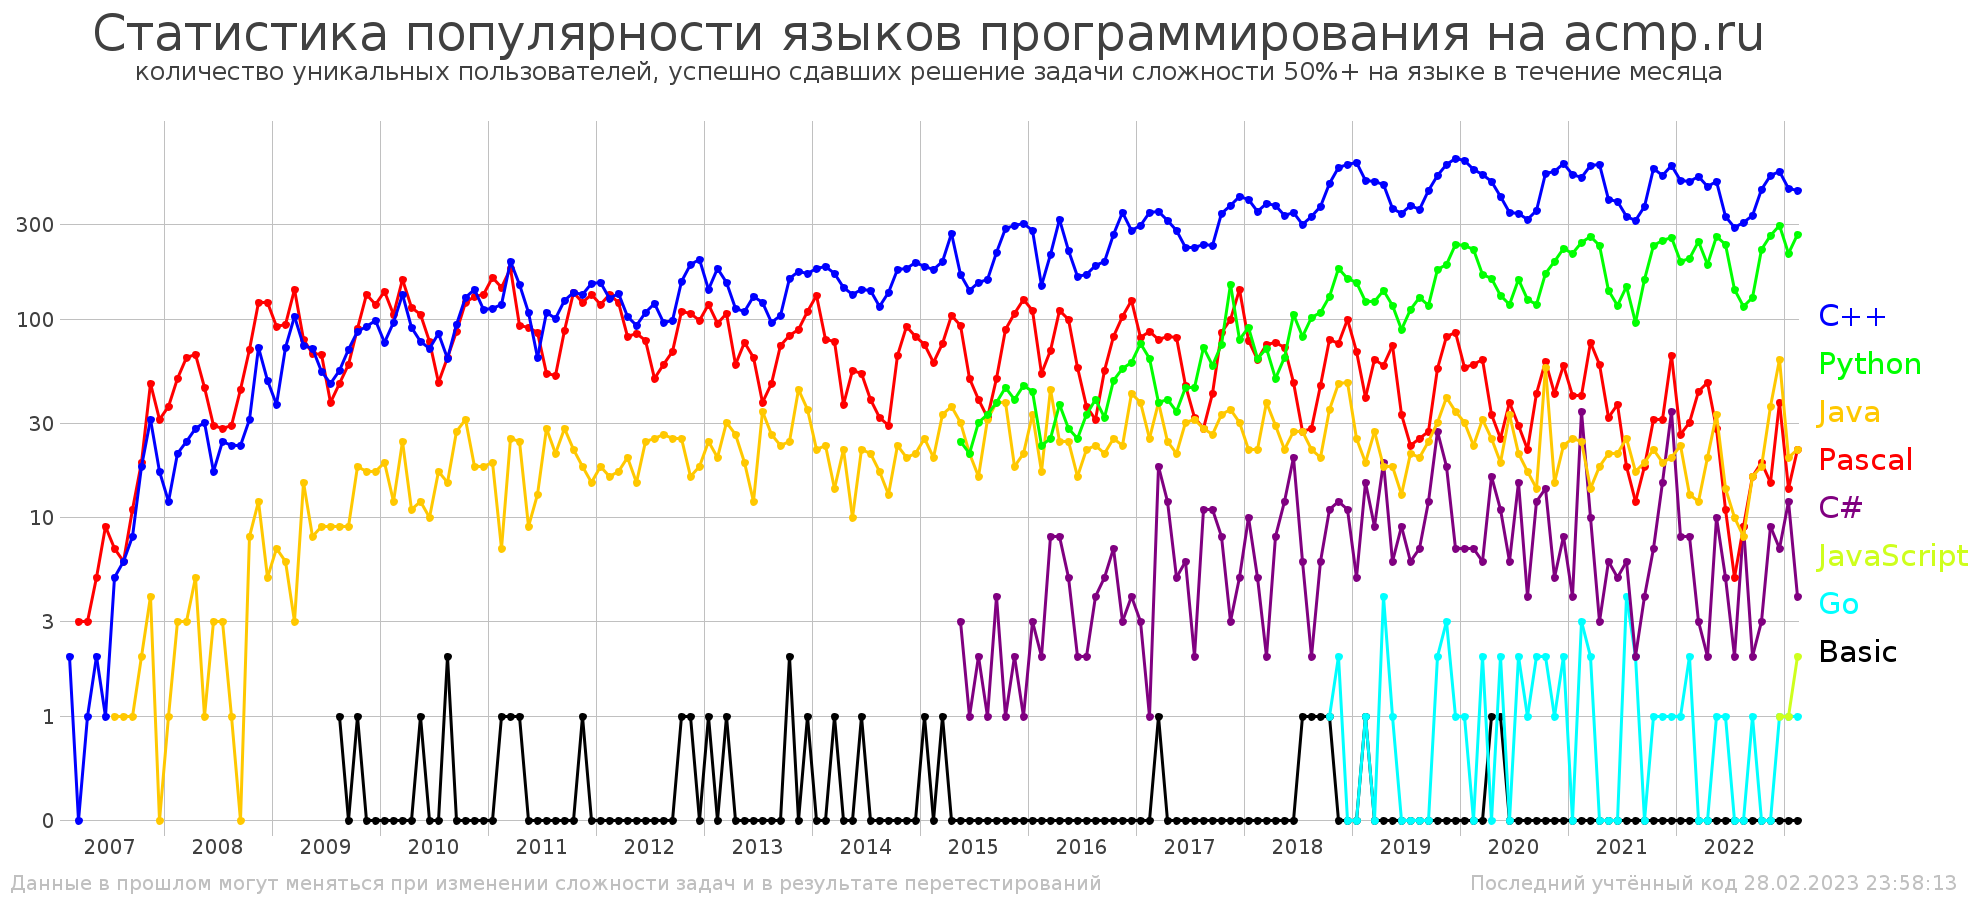 Статистика популярности языков программирования на acmp.ru
количество уникальных пользователей, успешно сдавших решение задачи сложности 50%+ на языке в течение месяца
300
100
30
10
3
1
0
C++
Python
Java
Pascal
C#
JavaScript
Go
Basic
2007 2008 2009 2010 2011 2012 2013 2014 2015 2016 2017 2018 2019 2020 2021 2022
Данные в прошлом могут меняться при изменении сложности задач и в результате перетестирований
Последний учтённый код 28.02.2023 23:58:13